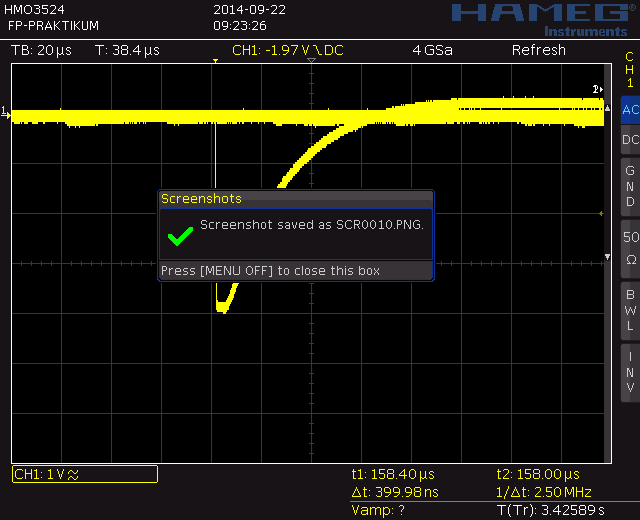 HMO3524
FP-PRAKTIKUM
2014-09-22
09:23:26
HAMEG
Instruments
TB: 20 µs T: 38.4 µs CH1: -1.97 V DC 4 GSa Refresh
CH1
1
2
AC
DC
GND
50 Ω
BWL
INV
Screenshots
Screenshot saved as SCR0010.PNG.
Press [MENU OFF] to close this box
CH1: 1 V
t1: 158.40 µs t2: 158.00 µs
Δt: 399.98 ns 1/Δt: 2.50 MHz
Vamp: ? T(Tr): 3.42589 s